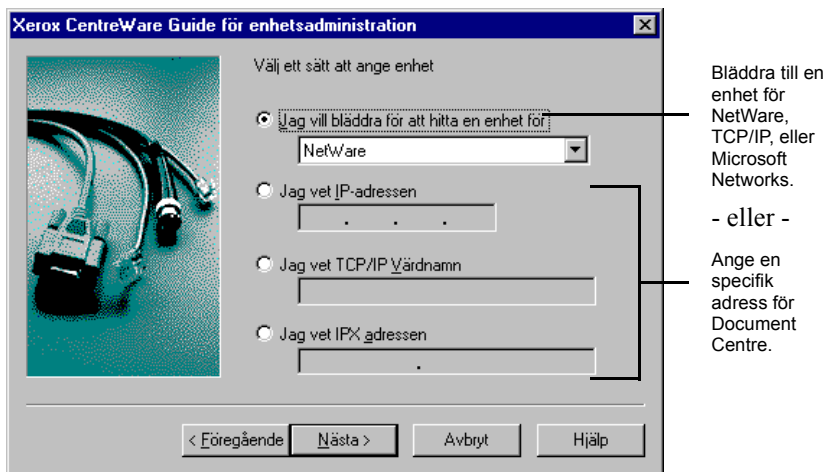 Xerox CentreWare Guide för enhetsadministration
Välj ett sätt att ange enhet
Jag vill bläddra för att hitta en enhet för
NetWare
Jag vet IP-adressen
. . .
Jag vet TCP/IP Värdnamn
Jag vet IPX adressen
.
< Föregående
Nästa >
Avbryt
Hjälp
Bläddra till en
enhet för
NetWare,
TCP/IP, eller
Microsoft
Networks.
- eller -
Ange en
specifik
adress för
Document
Centre.